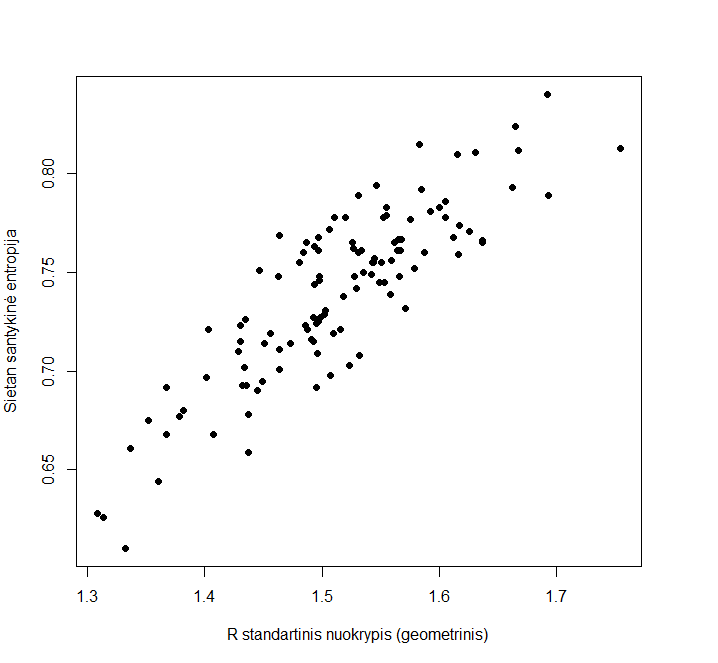 Sietan santykinė entropija
0.80
0.75
0.70
0.65
1.3 1.4 1.5 1.6 1.7
R standartinis nuokrypis (geometrinis)